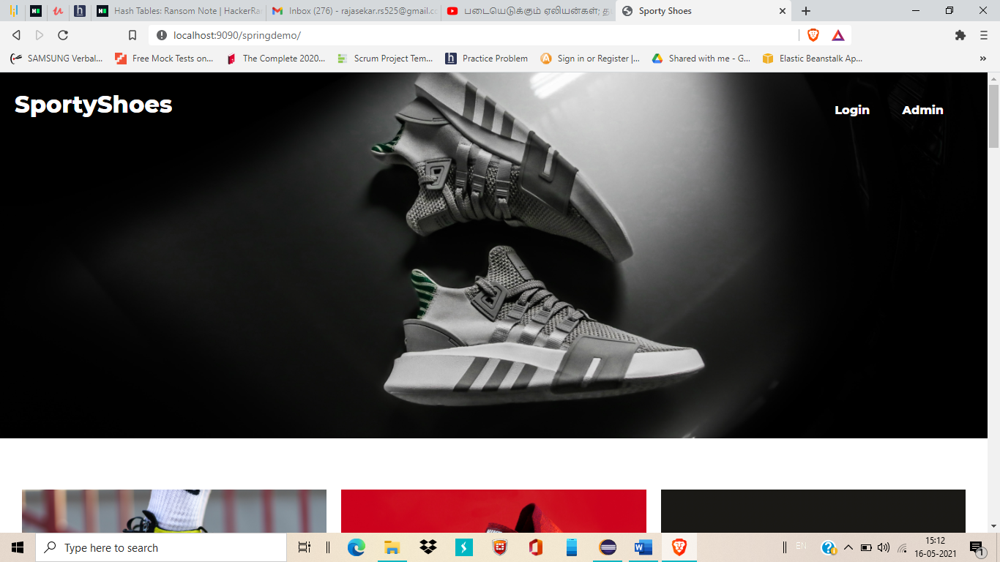 Hash Tables: Ransom Note | HackerRa
Inbox (276) - rajasekar.rs525@gmail.co
படையெடுக்கும் ஏலியன்கள்; த
Sporty Shoes
localhost:9090/springdemo/
SAMSUNG Verbal...
Free Mock Tests on...
The Complete 2020...
Scrum Project Tem...
Practice Problem
Sign in or Register |...
Shared with me - G...
Elastic Beanstalk Ap...
SportyShoes
Login
Admin
Type here to search
EN
15:12
16-05-2021
1